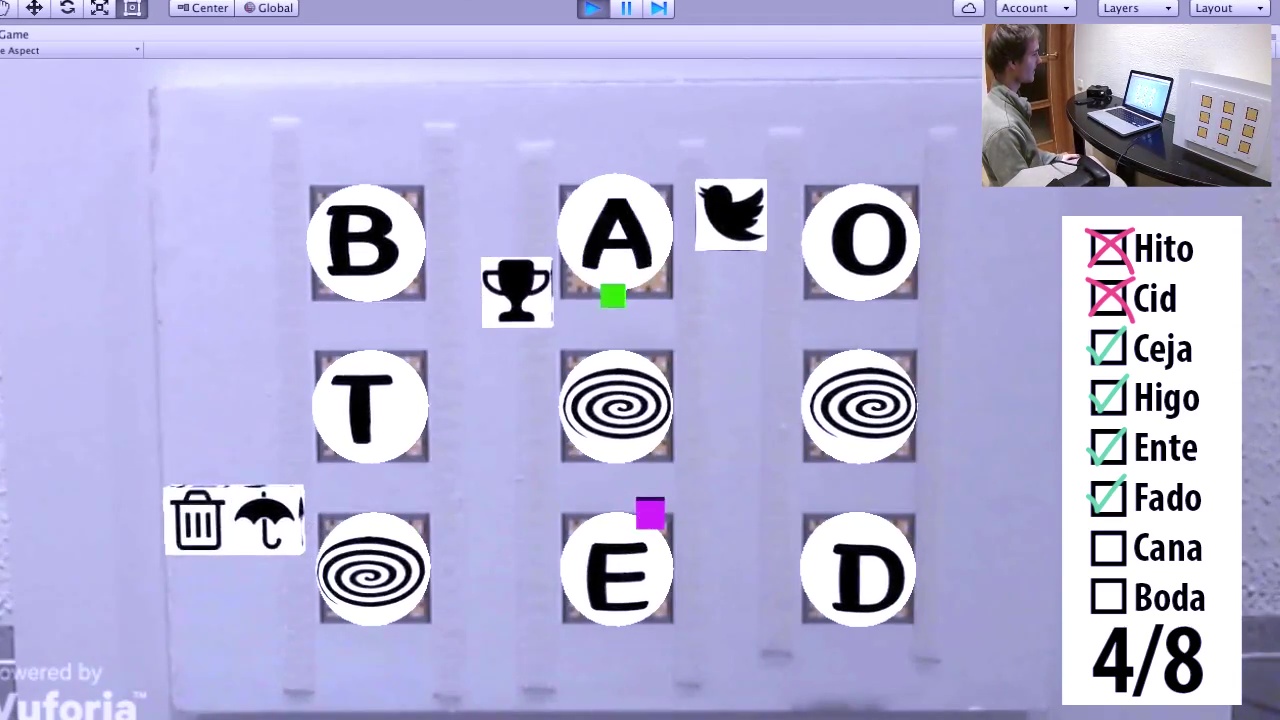 Center Global Account Layers Layout
Game
e Aspect
B A O
T
E D
Hito
Cid
Ceja
Higo
Ente
Fado
Cana
Boda
4/8
owered by
Vuforia™